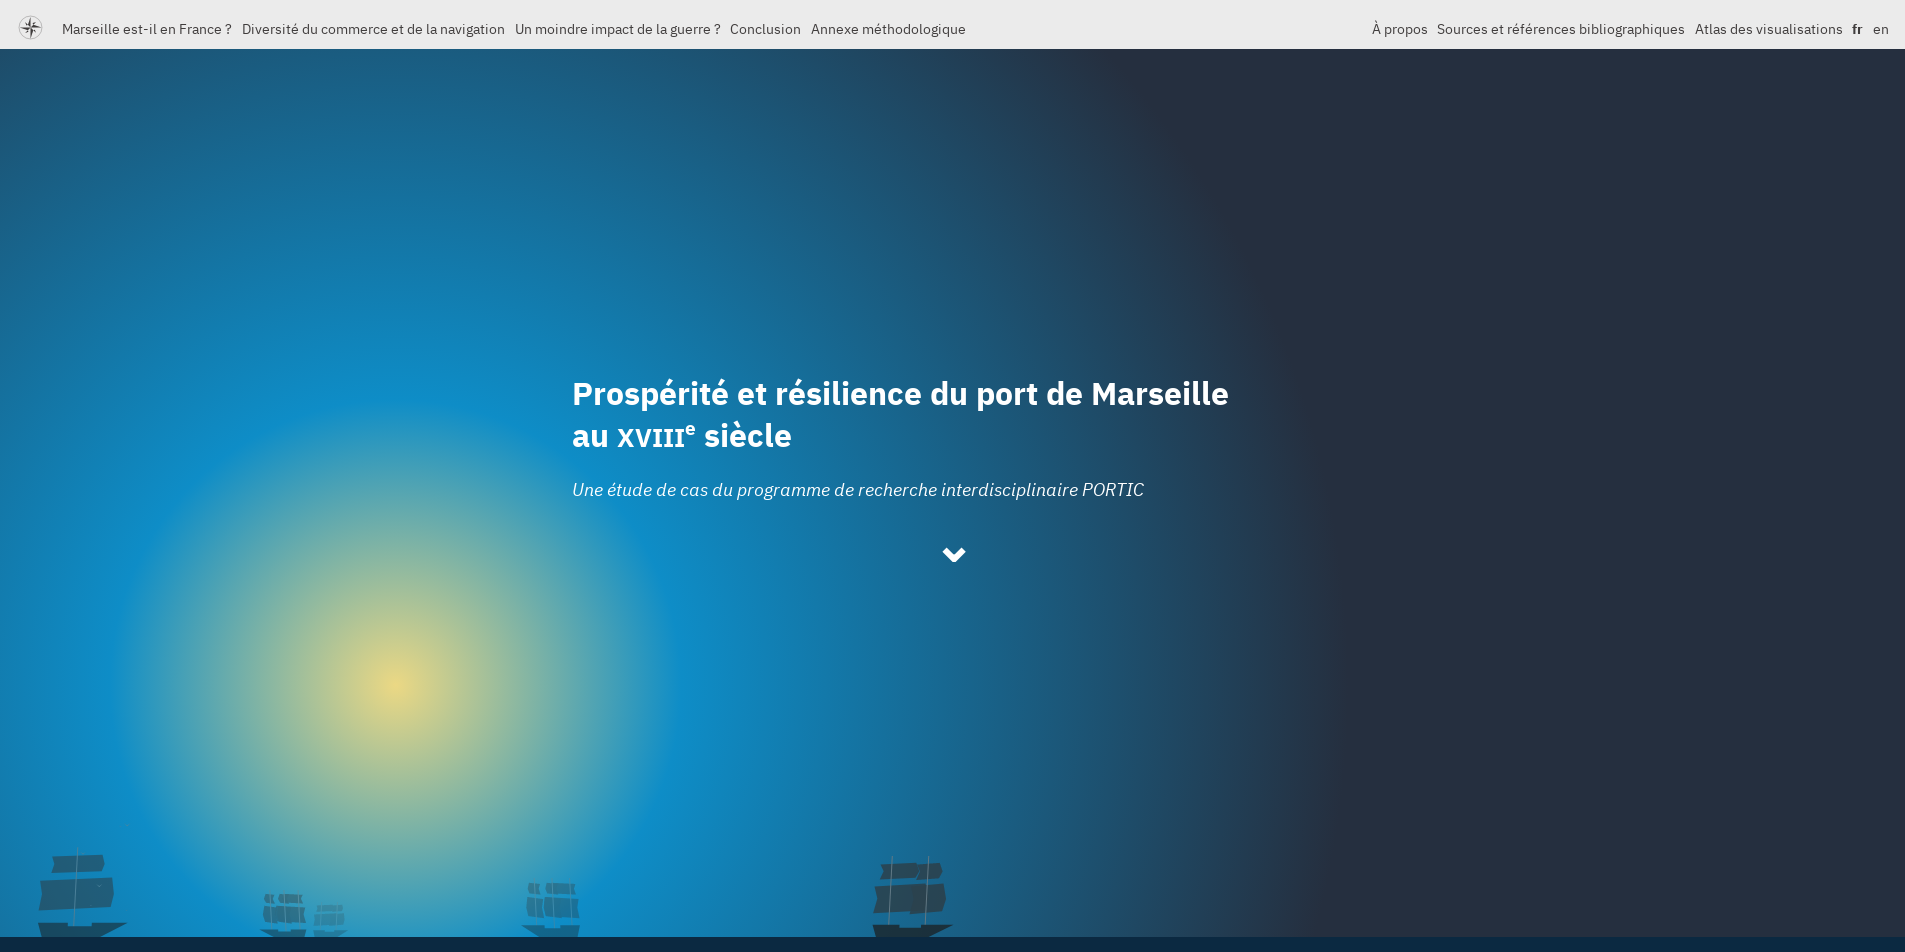 Marseille est-il en France ? Diversité du commerce et de la navigation Un moindre impact de la guerre ? Conclusion Annexe méthodologique À propos Sources et références bibliographiques Atlas des visualisations fr en
Prospérité et résilience du port de Marseille
au XVIIIe siècle
Une étude de cas du programme de recherche interdisciplinaire PORTIC